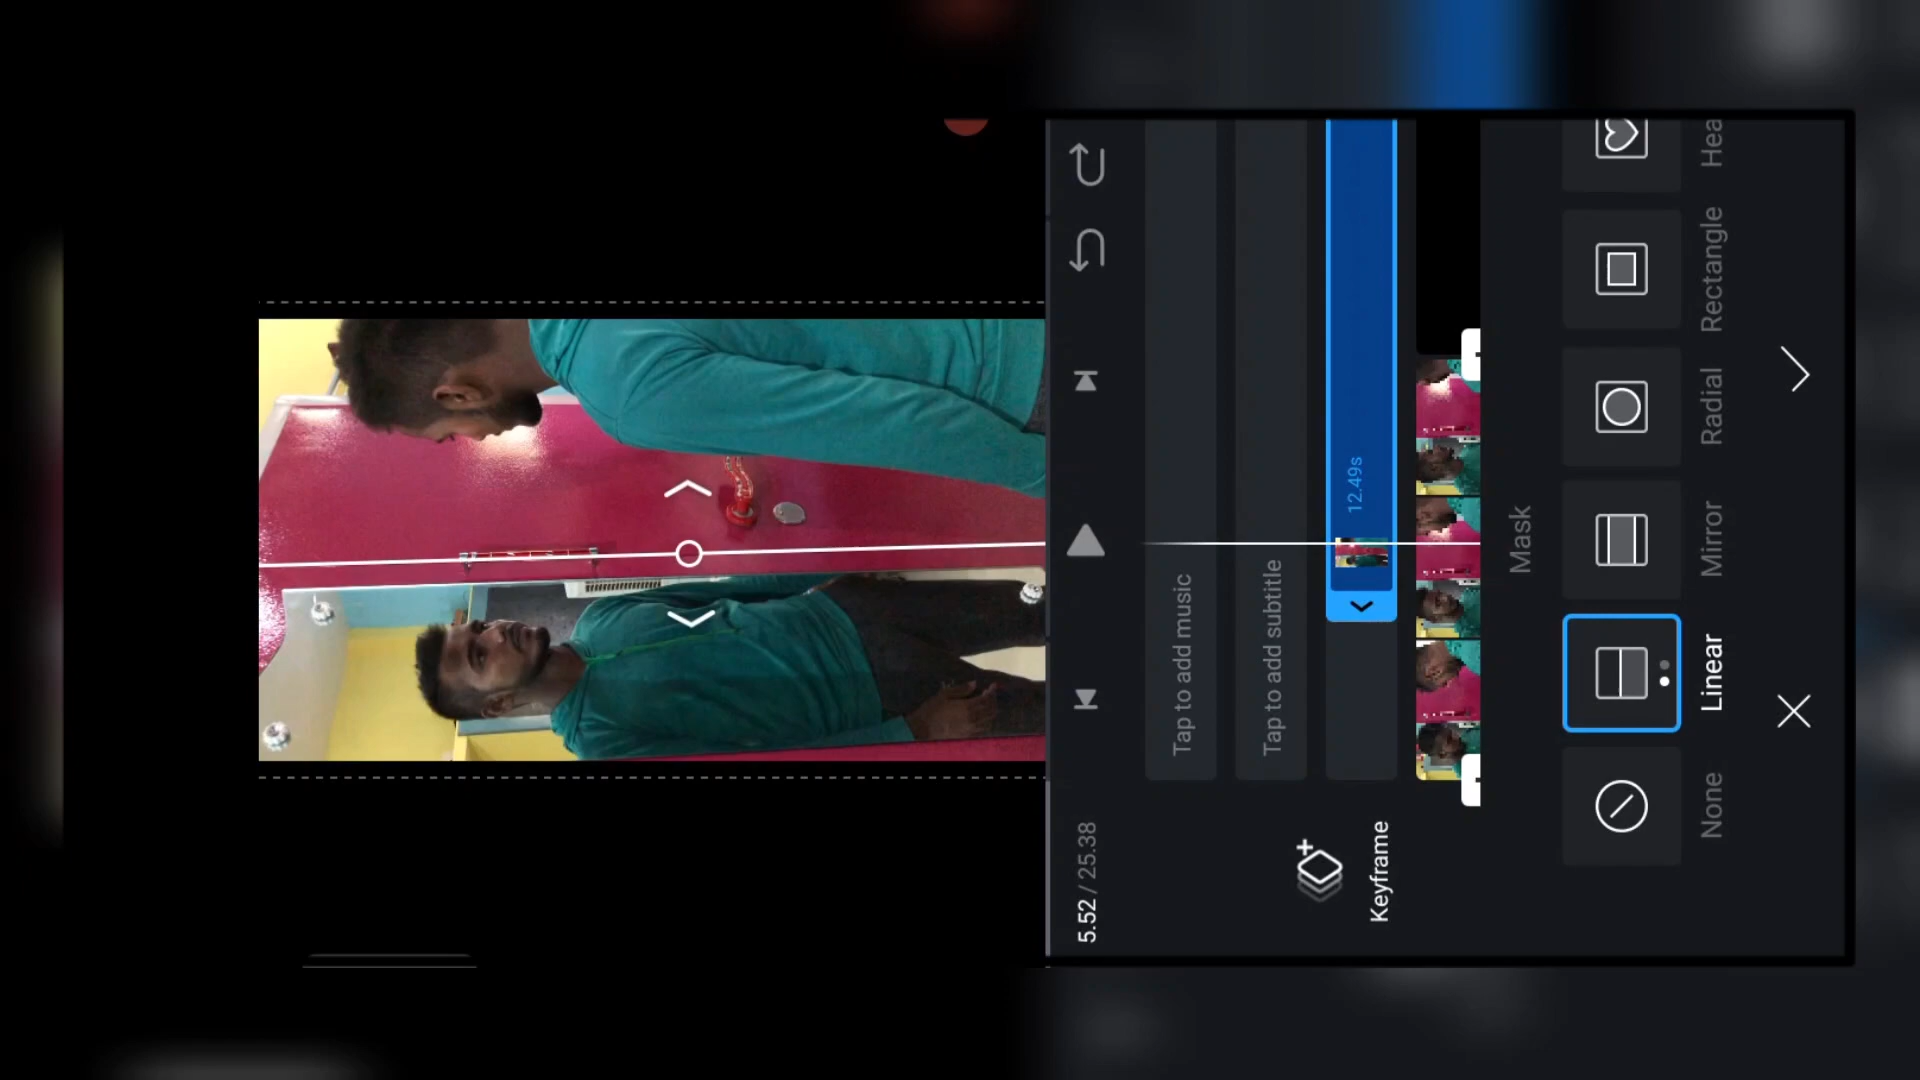 5.52 / 25.38
Tap to add music
Tap to add subtitle
Keyframe
12.49s
Mask
None
Linear
Mirror
Radial
Rectangle
Hea